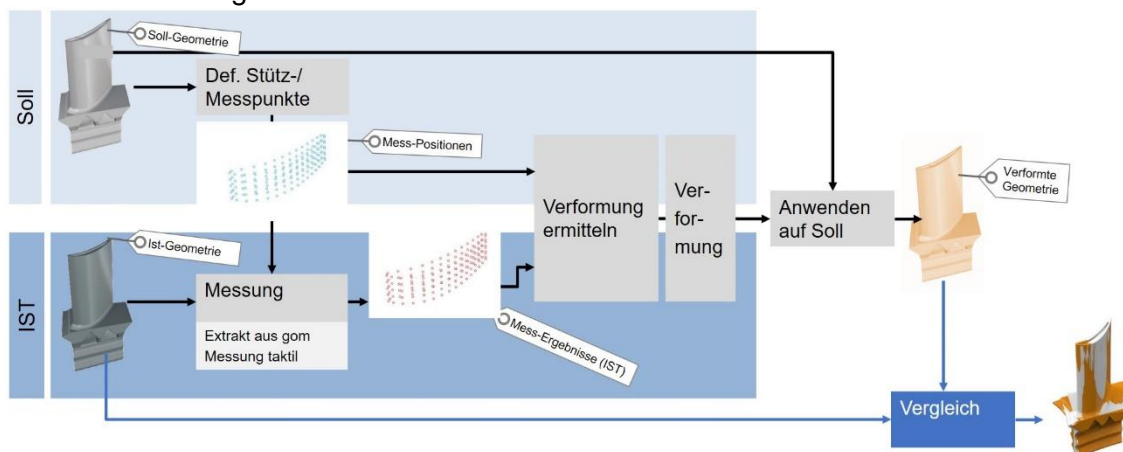 Soll
Soll-Geometrie
Def. Stütz-/
Messpunkte
Mess-Positionen
Verformung
ermitteln
Ver-
for-
mung
Anwenden
auf Soll
Verformte
Geometrie
IST
Ist-Geometrie
Messung
Extrakt aus gom
Messung taktil
Mess-Ergebnisse (IST)
Vergleich